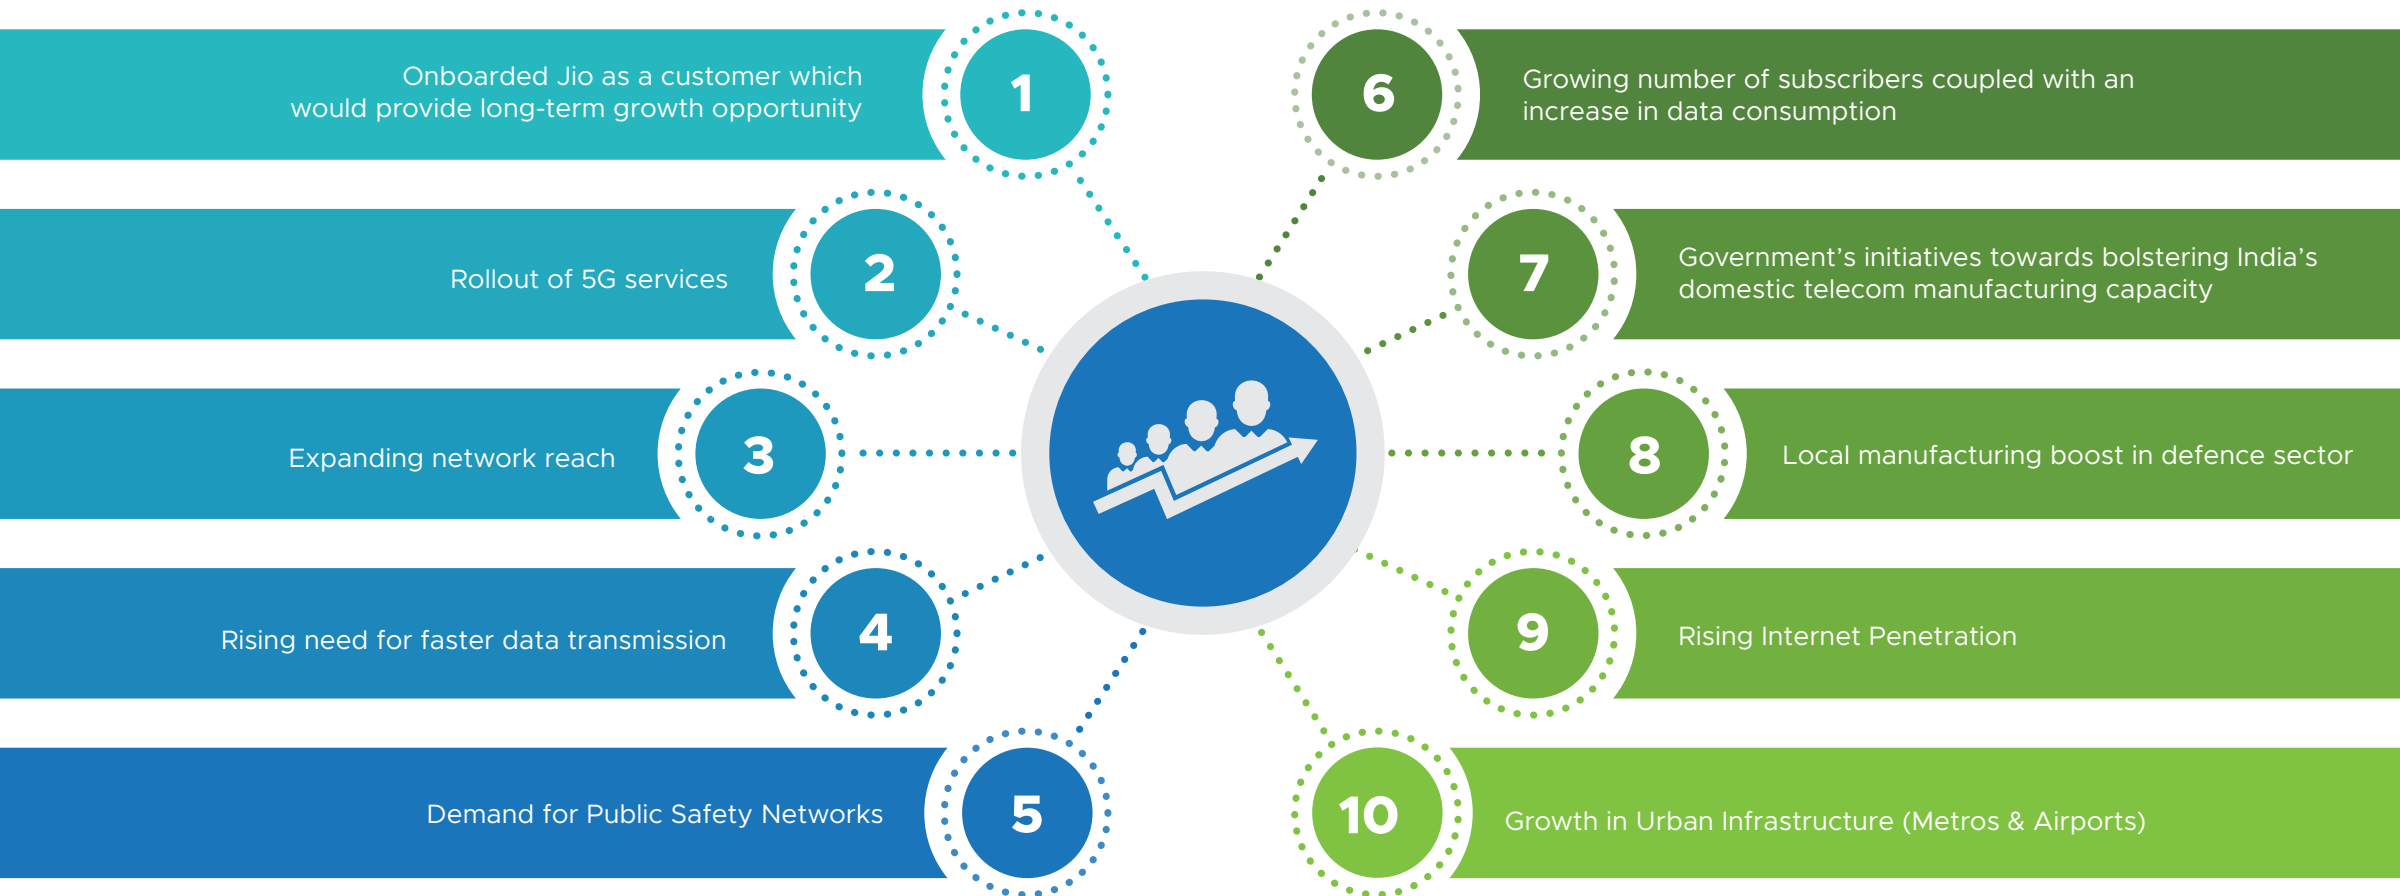 1
Onboarded Jio as a customer which
would provide long-term growth opportunity
2
Rollout of 5G services
3
Expanding network reach
4
Rising need for faster data transmission
5
Demand for Public Safety Networks
6
Growing number of subscribers coupled with an
increase in data consumption
7
Government’s initiatives towards bolstering India’s
domestic telecom manufacturing capacity
8
Local manufacturing boost in defence sector
9
Rising Internet Penetration
10
Growth in Urban Infrastructure (Metros & Airports)